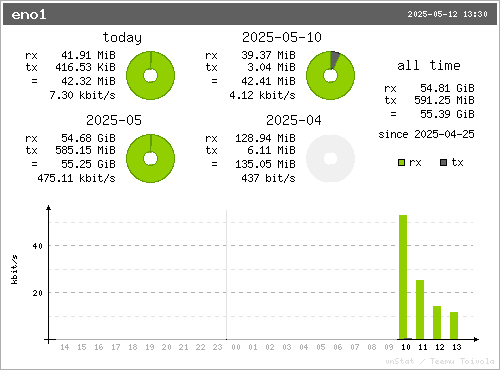 eno1 2025-05-12 13:30
today
rx 41.91 MiB
tx 416.53 KiB
= 42.32 MiB
7.30 kbit/s
2025-05-10
rx 39.37 MiB
tx 3.04 MiB
= 42.41 MiB
4.12 kbit/s
all time
rx 54.81 GiB
tx 591.25 MiB
= 55.39 GiB
since 2025-04-25
rx tx
2025-05
rx 54.68 GiB
tx 585.15 MiB
= 55.25 GiB
475.11 kbit/s
2025-04
rx 128.94 MiB
tx 6.11 MiB
= 135.05 MiB
437 bit/s
kbit/s
40
20
14 15 16 17 18 19 20 21 22 23 00 01 02 03 04 05 06 07 08 09 10 11 12 13
vnStat / Teemu Toivola